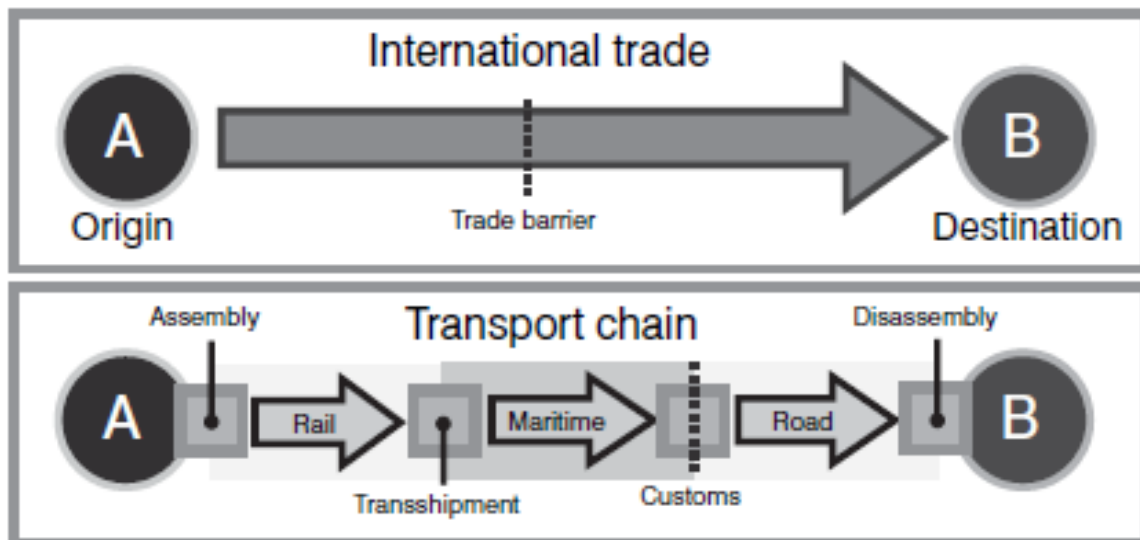 International trade
A
B
Origin
Trade barrier
Destination
Assembly
Transport chain
Disassembly
A
Rail
Maritime
Road
B
Transshipment
Customs